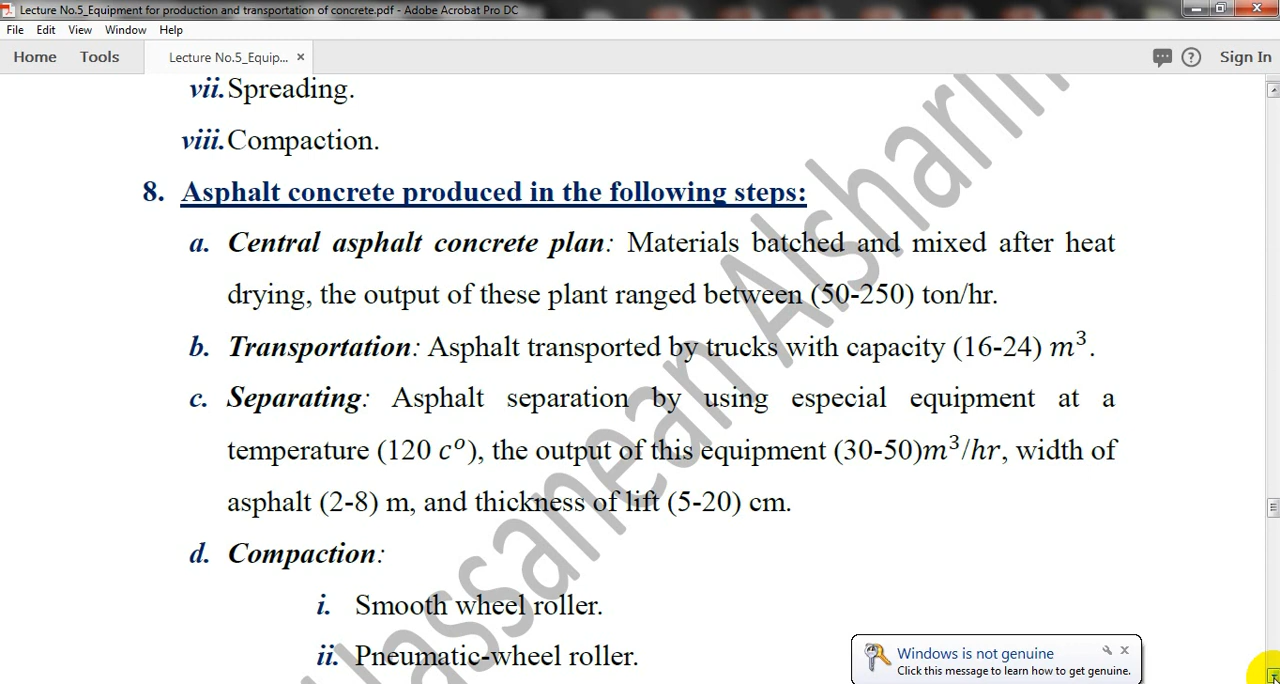 Lecture No.5_Equipment for production and transportation of concrete.pdf - Adobe Acrobat Pro DC
File Edit View Window Help
Home Tools Lecture No.5_Equip... × Sign In
vii. Spreading.
viii. Compaction.
8. Asphalt concrete produced in the following steps:
a. Central asphalt concrete plan: Materials batched and mixed after heat
drying, the output of these plant ranged between (50-250) ton/hr.
b. Transportation: Asphalt transported by trucks with capacity (16-24) m³.
c. Separating: Asphalt separation by using especial equipment at a
temperature (120 cº), the output of this equipment (30-50)m³/hr, width of
asphalt (2-8) m, and thickness of lift (5-20) cm.
d. Compaction:
i. Smooth wheel roller.
ii. Pneumatic-wheel roller.
Windows is not genuine
Click this message to learn how to get genuine.